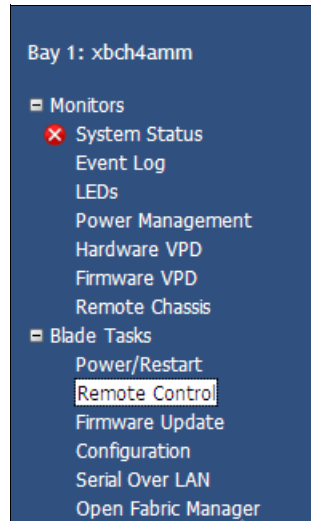 Bay 1: xbch4amm
Monitors
System Status
Event Log
LEDs
Power Management
Hardware VPD
Firmware VPD
Remote Chassis
Blade Tasks
Power/Restart
Remote Control
Firmware Update
Configuration
Serial Over LAN
Open Fabric Manager